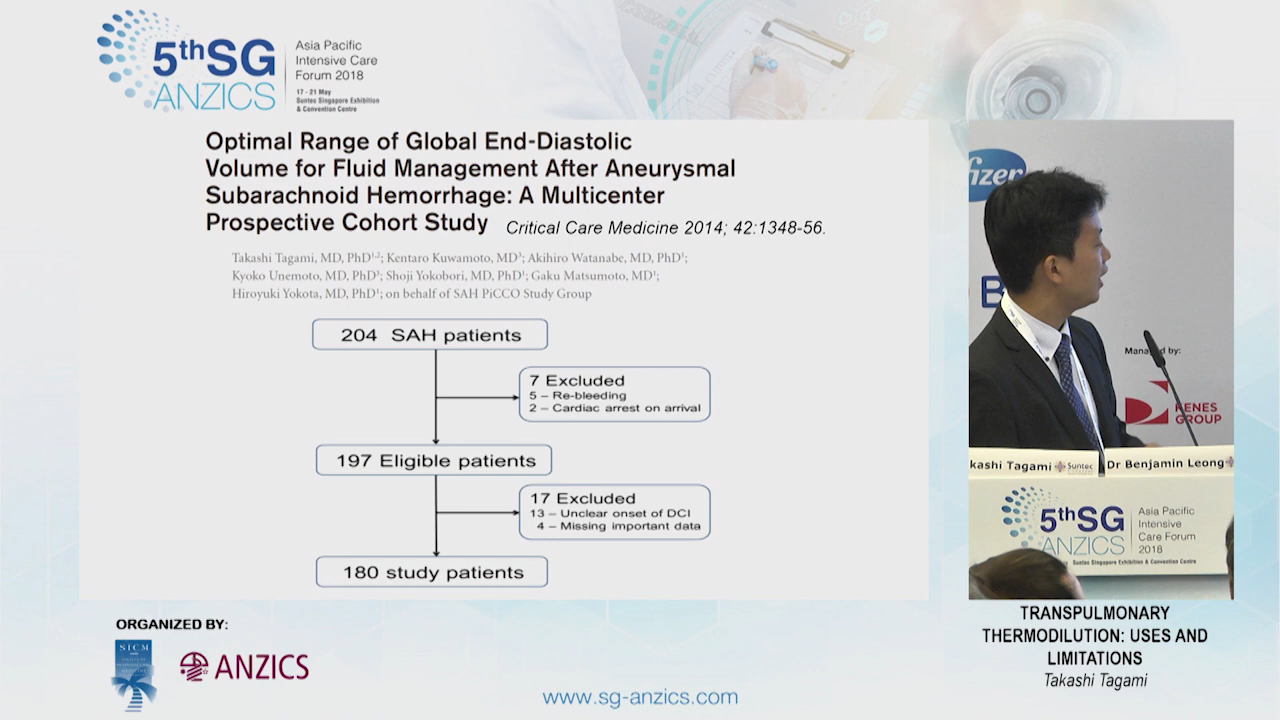 5thSG
ANZICS
Asia Pacific
Intensive Care
Forum 2018
17 - 21 May
Suntec Singapore Exhibition
& Convention Centre
Optimal Range of Global End-Diastolic
Volume for Fluid Management After Aneurysmal
Subarachnoid Hemorrhage: A Multicenter
Prospective Cohort Study Critical Care Medicine 2014; 42:1348-56.
Takashi Tagami, MD, PhD1,2; Kentaro Kuwamoto, MD3; Akihiro Watanabe, MD, PhD1;
Kyoko Unemoto, MD, PhD3; Shoji Yokobori, MD, PhD1; Gaku Matsumoto, MD1;
Hiroyuki Yokota, MD, PhD1; on behalf of SAH PiCCO Study Group
204 SAH patients
7 Excluded
5 – Re-bleeding
2 – Cardiac arrest on arrival
197 Eligible patients
17 Excluded
13 – Unclear onset of DCI
4 – Missing important data
180 study patients
fizer
B
Managed by:
KENES
GROUP
kashi Tagami Suntec Dr Benjamin Leong
5thSG
ANZICS
Asia Pacific
Intensive
Care Forum
2018
Suntec Singapore Exhibition & Convention Centre
TRANSPULMONARY
THERMODILUTION: USES AND
LIMITATIONS
Takashi Tagami
ORGANIZED BY:
SICM
ANZICS
www.sg-anzics.com